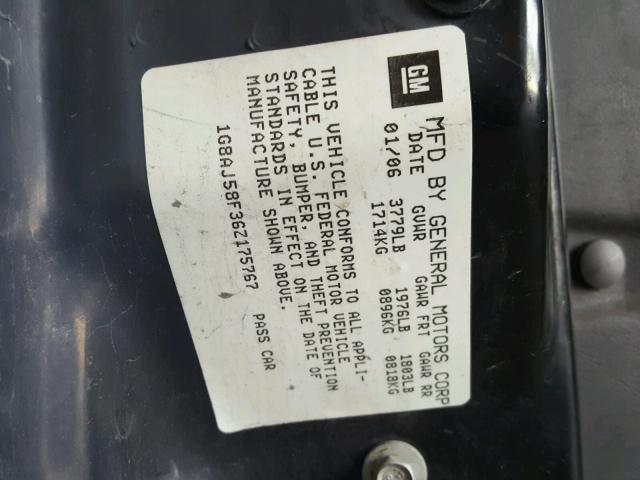 GM
MFD BY GENERAL MOTORS CORP
DATE GVWR GAWR FRT GAWR RR
01/06 3779LB 1976LB 1803LB
1714KG 0896KG 0818KG
THIS VEHICLE CONFORMS TO ALL APPLI-
CABLE U.S. FEDERAL MOTOR VEHICLE
SAFETY, BUMPER, AND THEFT PREVENTION
STANDARDS IN EFFECT ON THE DATE OF
MANUFACTURE SHOWN ABOVE.
1G8AJ58F36Z175767 PASS CAR